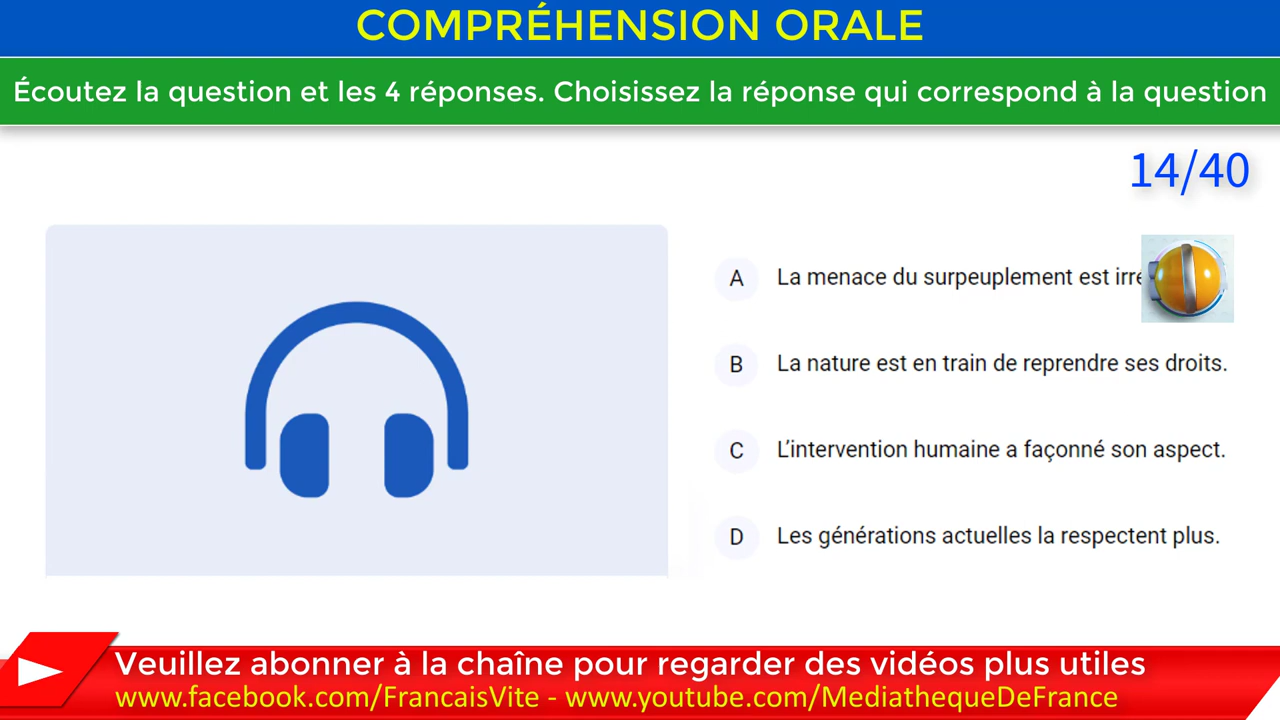 COMPRÉHENSION ORALE
Écoutez la question et les 4 réponses. Choisissez la réponse qui correspond à la question
14/40
A La menace du surpeuplement est
B La nature est en train de reprendre ses droits.
C L'intervention humaine a façonné son aspect.
D Les générations actuelles la respectent plus.
Veuillez abonner à la chaîne pour regarder des vidéos plus utiles
www.facebook.com/FrancaisVite - www.youtube.com/MediathequeDeFrance